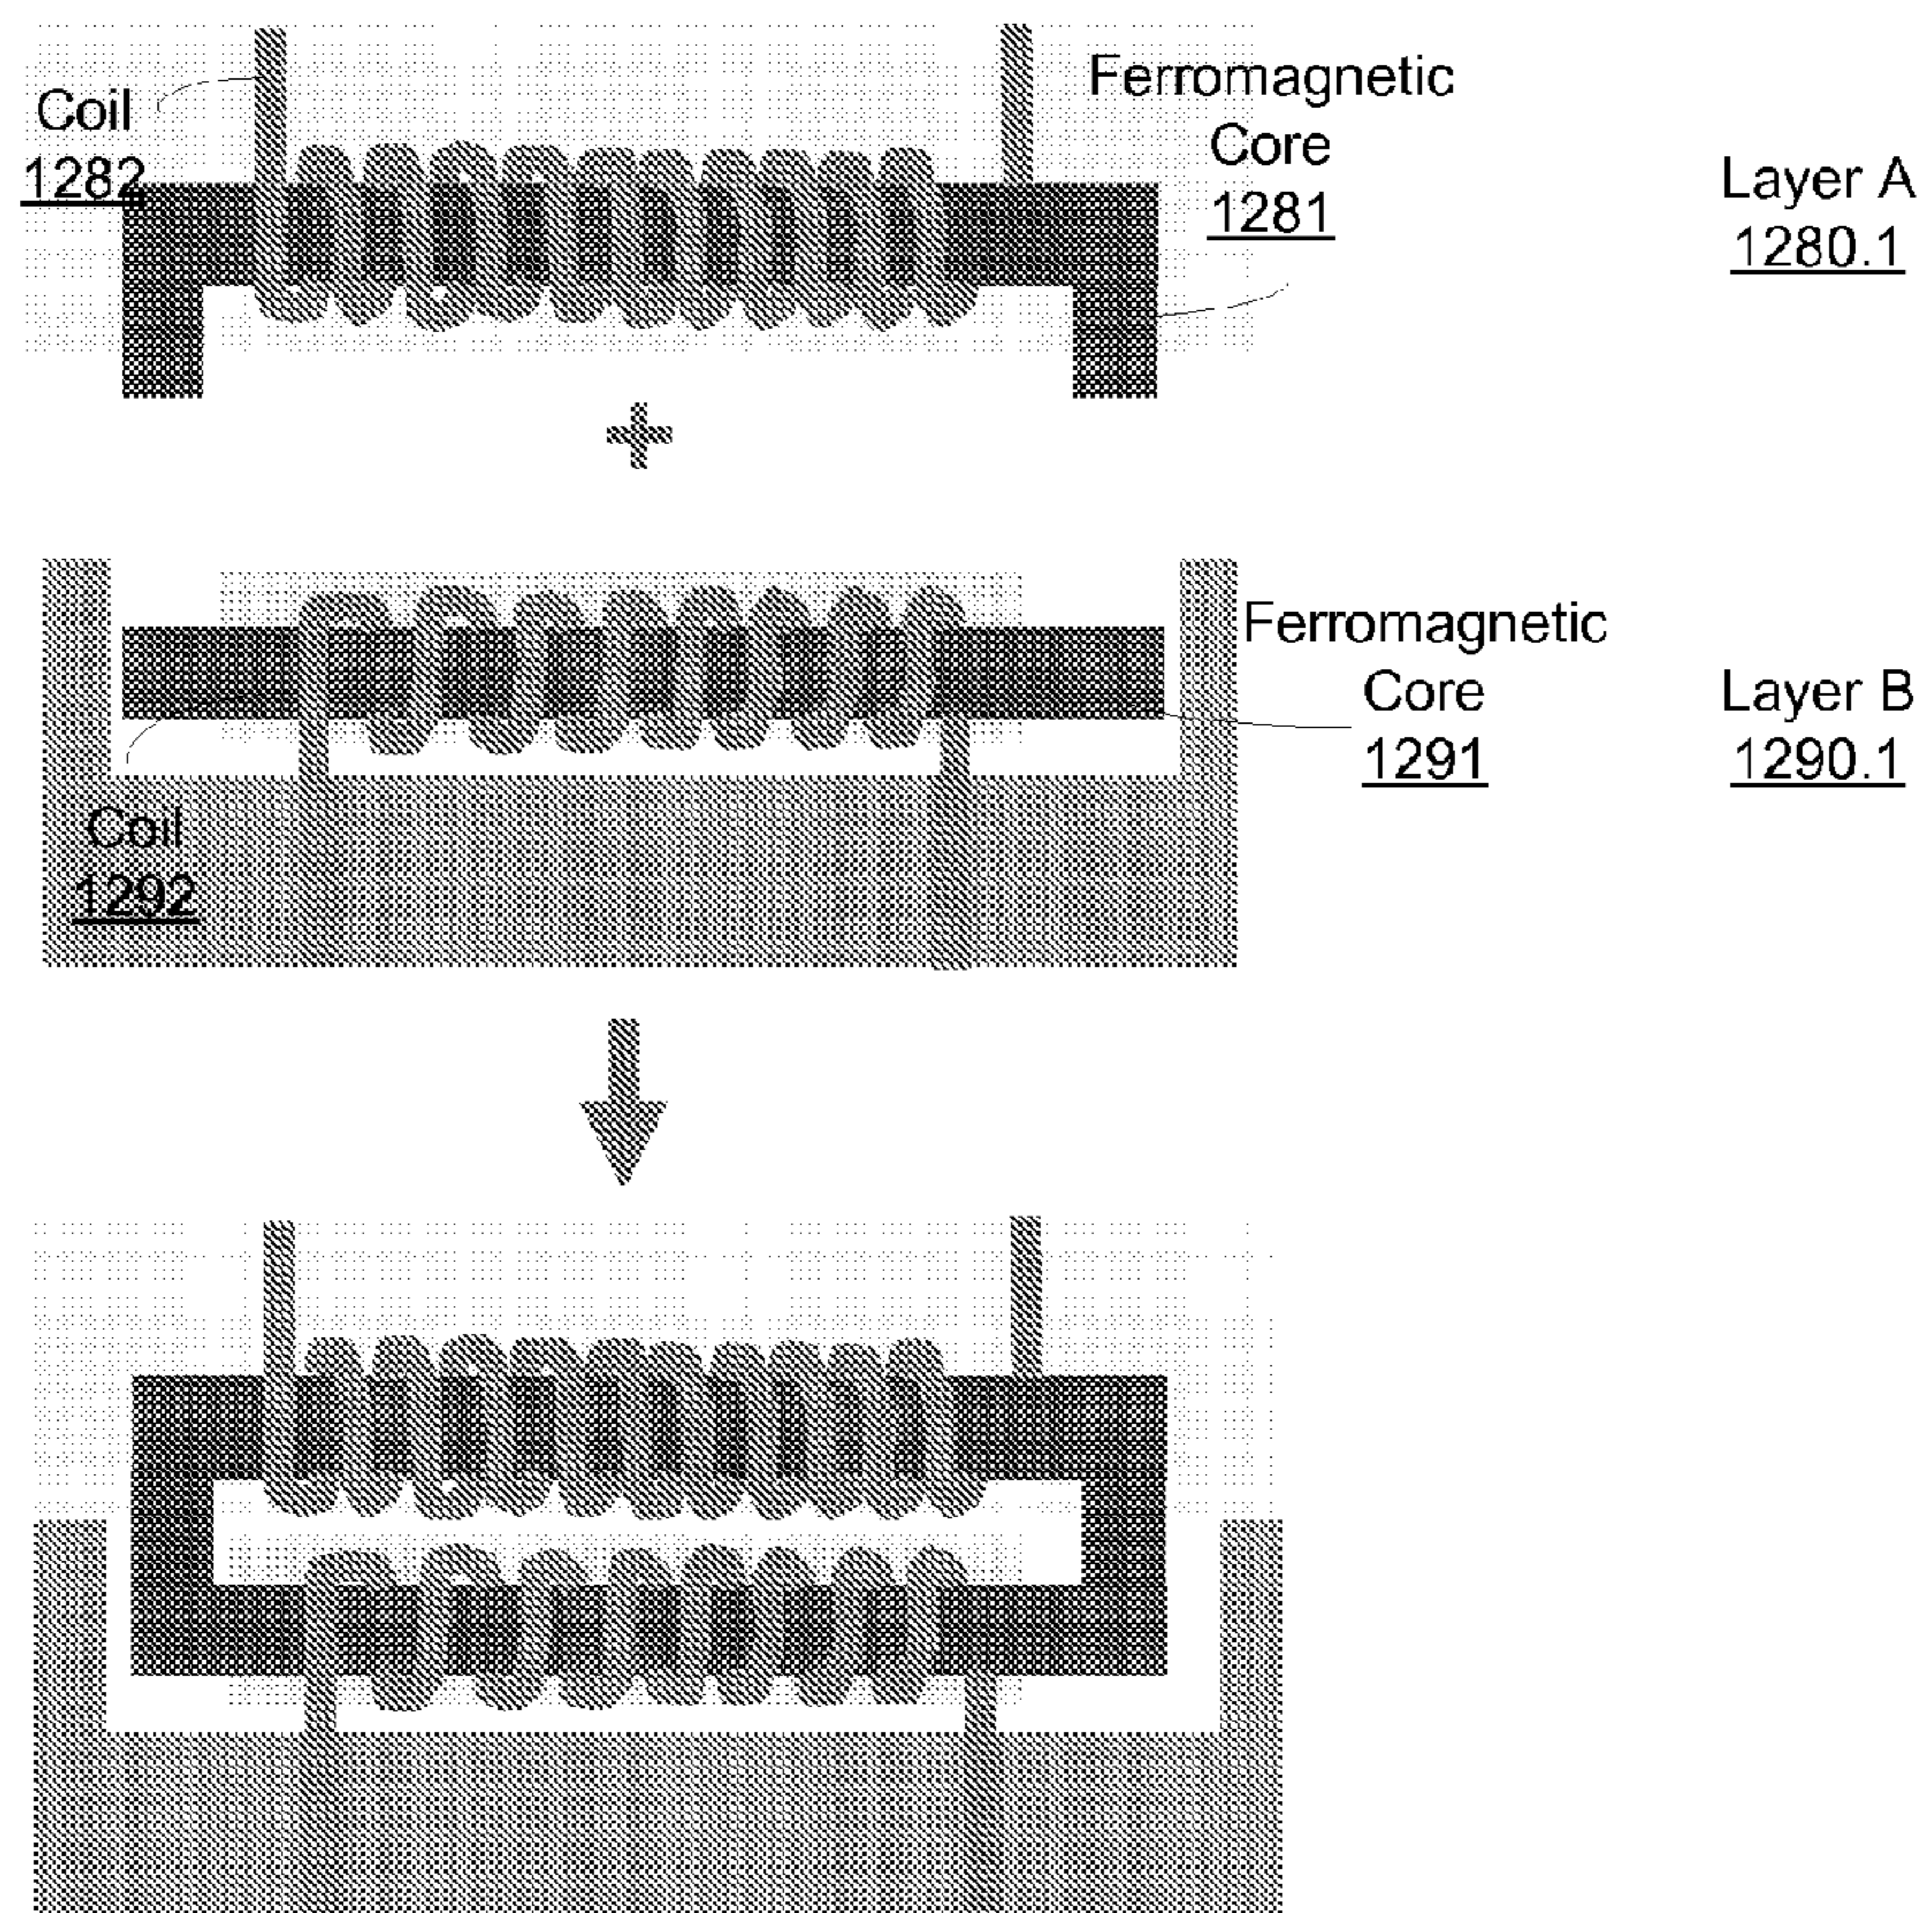 Coil
1282
Ferromagnetic
Core
1281
Layer A
1280.1
Ferromagnetic
Core
1291
Layer B
1290.1
Coil
1292